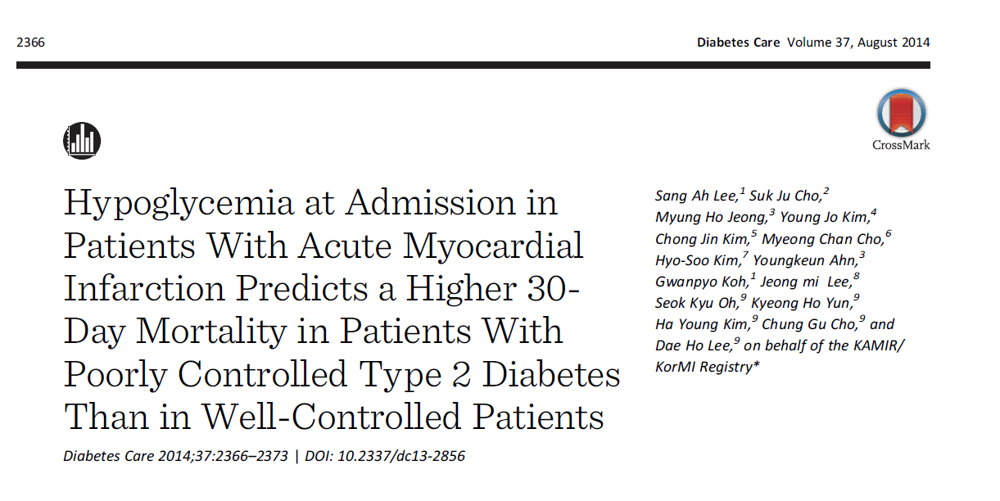 2366
Diabetes Care Volume 37, August 2014
CrossMark
Hypoglycemia at Admission in
Patients With Acute Myocardial
Infarction Predicts a Higher 30-
Day Mortality in Patients With
Poorly Controlled Type 2 Diabetes
Than in Well-Controlled Patients
Diabetes Care 2014;37:2366–2373 | DOI: 10.2337/dc13-2856
Sang Ah Lee,1 Suk Ju Cho,2
Myung Ho Jeong,3 Young Jo Kim,4
Chong Jin Kim,5 Myeong Chan Cho,6
Hyo-Soo Kim,7 Youngkeun Ahn,3
Gwanpyo Koh,1 Jeong mi Lee,8
Seok Kyu Oh,9 Kyeong Ho Yun,9
Ha Young Kim,9 Chung Gu Cho,9 and
Dae Ho Lee,9 on behalf of the KAMIR/
KorMI Registry*